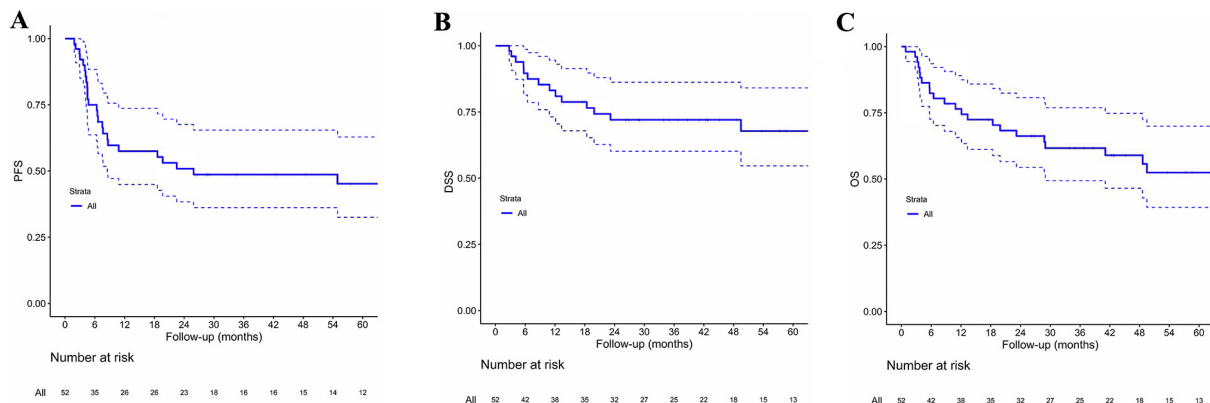 A
1.00
0.75
0.50
0.25
0.00
PFS
Strata
All
0 6 12 18 24 30 36 42 48 54 60
Follow-up (months)
Number at risk
All 52 35 26 26 23 18 16 16 15 14 12
B
1.00
0.75
0.50
0.25
0.00
DSS
Strata
All
0 6 12 18 24 30 36 42 48 54 60
Follow-up (months)
Number at risk
All 52 42 38 35 32 27 25 22 18 15 13
C
1.00
0.75
0.50
0.25
0.00
OS
Strata
All
0 6 12 18 24 30 36 42 48 54 60
Follow-up (months)
Number at risk
All 52 42 38 34 32 25 25 22 18 15 13